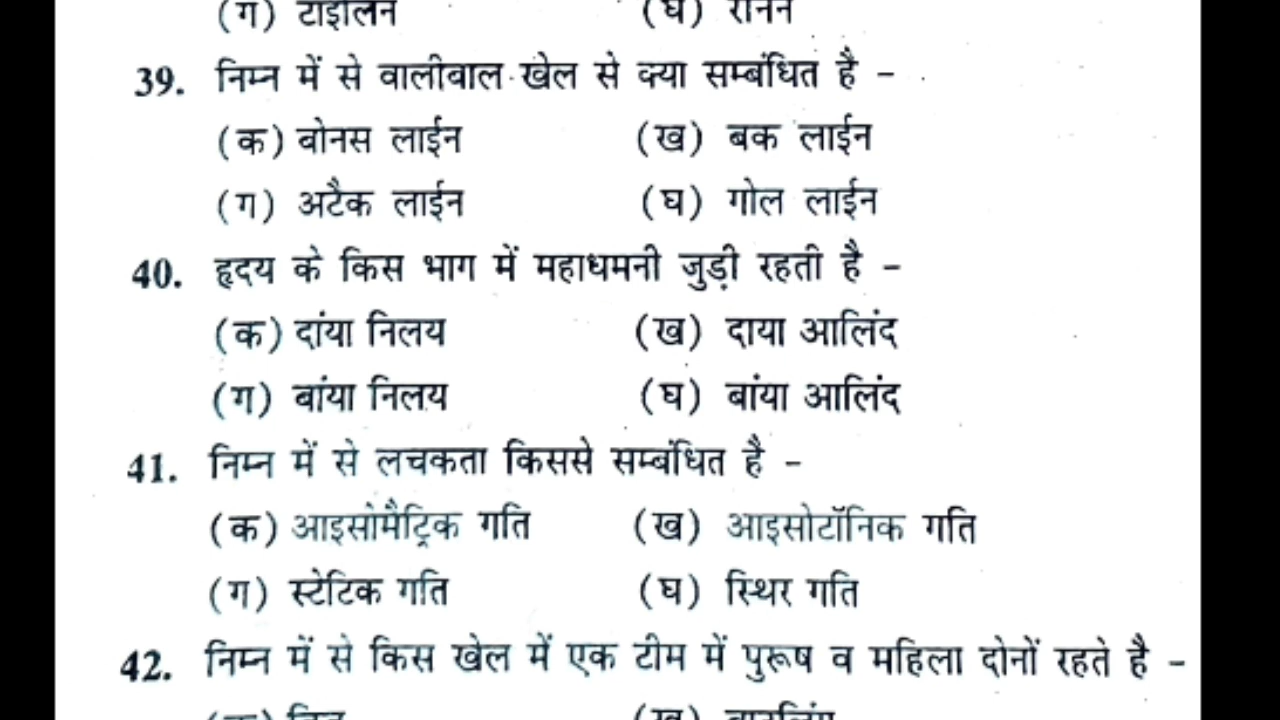 (ग) टाइलिन (घ)
39. निम्न में से वालीबाल खेल से क्या सम्बंधित है -
(क) बोनस लाईन (ख) बक लाईन
(ग) अटैक लाईन (घ) गोल लाईन
40. हृदय के किस भाग में महाधमनी जुड़ी रहती है -
(क) दांया निलय (ख) दाया आलिंद
(ग) बांया निलय (घ) बांया आलिंद
41. निम्न में से लचकता किससे सम्बंधित है -
(क) आइसोमैट्रिक गति (ख) आइसोटॉनिक गति
(ग) स्टेटिक गति (घ) स्थिर गति
42. निम्न में से किस खेल में एक टीम में पुरूष व महिला दोनों रहते है -